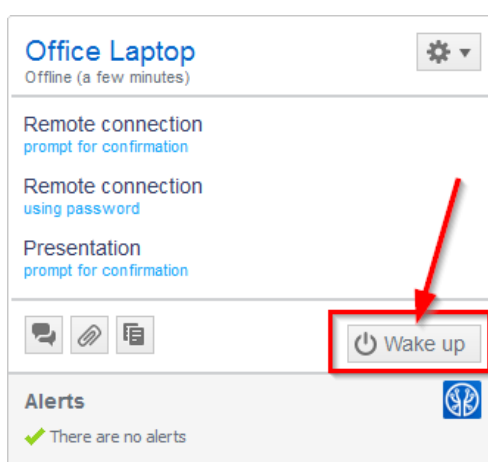 Office Laptop
Offline (a few minutes)
Remote connection
prompt for confirmation
Remote connection
using password
Presentation
prompt for confirmation
Wake up
Alerts
There are no alerts